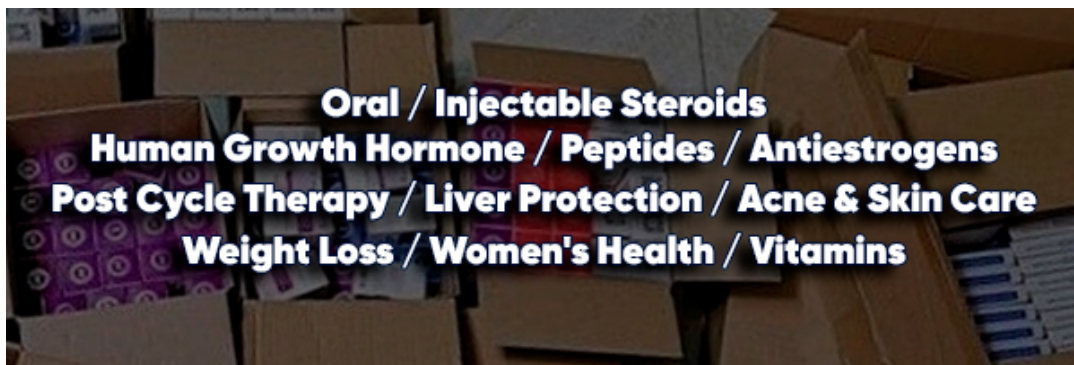 Oral / Injectable Steroids
Human Growth Hormone / Peptides / Antiestrogens
Post Cycle Therapy / Liver Protection / Acne & Skin Care
Weight Loss / Women's Health / Vitamins